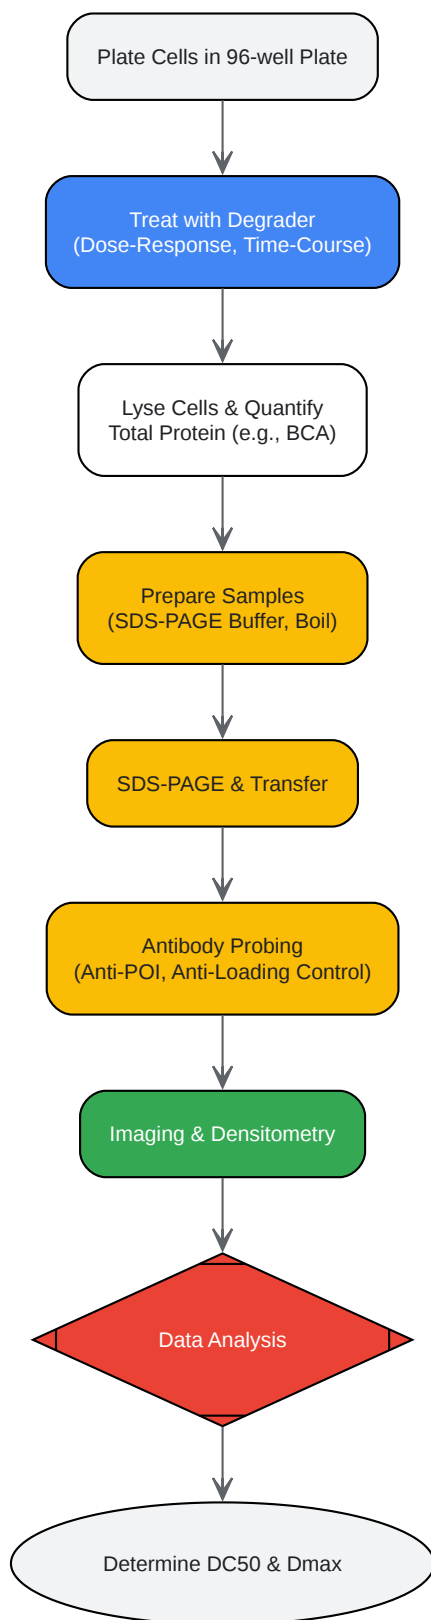 Plate Cells in 96-well Plate
Treat with Degrader
(Dose-Response, Time-Course)
Lyse Cells & Quantify
Total Protein (e.g., BCA)
Prepare Samples
(SDS-PAGE Buffer, Boil)
SDS-PAGE & Transfer
Antibody Probing
(Anti-POI, Anti-Loading Control)
Imaging & Densitometry
Data Analysis
Determine DC50 & Dmax